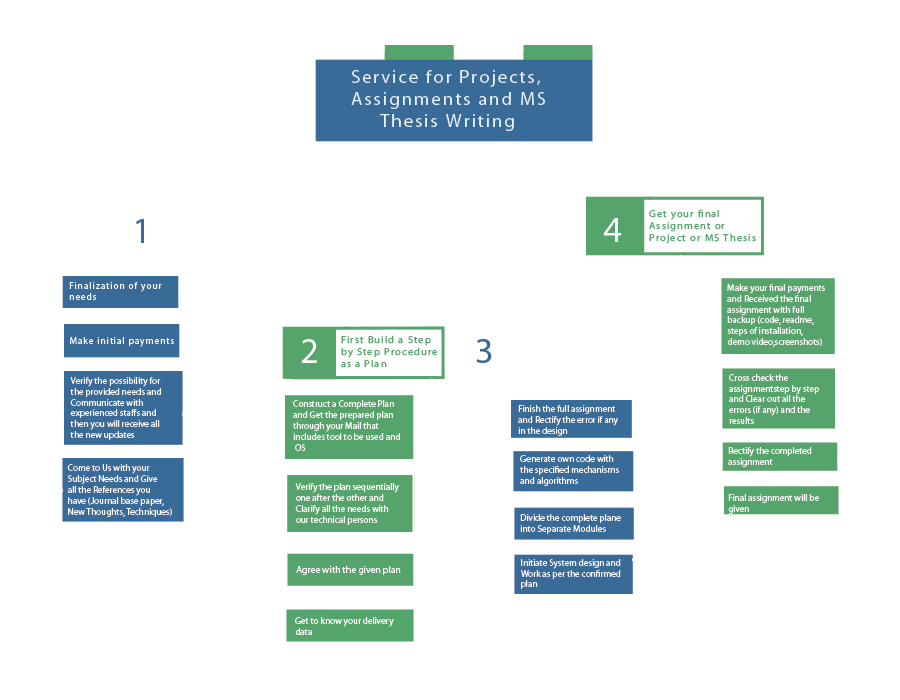 Service for Projects,
Assignments and MS
Thesis Writing
1
Finalization of your
needs
Make initial payments
Verify the possibility for
the provided needs and
Communicate with
experienced staffs and
then you will receive all
the new updates
Come to Us with your
Subject Needs and Give
all the References you
have (Journal base paper,
New Thoughts, Techniques)
2
First Build a Step
by Step Procedure
as a Plan
Construct a Complete Plan
and Get the prepared plan
through your Mail that
includes tool to be used and
OS
Verify the plan sequentially
one after the other and
Clarify all the needs with
our technical persons
Agree with the given plan
Get to know your delivery
data
3
Finish the full assignment
and Rectify the error if any
in the design
Generate own code with
the specified mechanisms
and algorithms
Divide the complete plane
into Separate Modules
Initiate System design and
Work as per the confirmed
plan
4
Get your final
Assignment or
Project or MS Thesis
Make your final payments
and Received the final
assignment with full
backup (code, readme,
steps of installation,
demo video,screenshots)
Cross check the
assignmentstep by step
and Clear out all the
errors (if any) and the
results
Rectify the completed
assignment
Final assignment will be
given